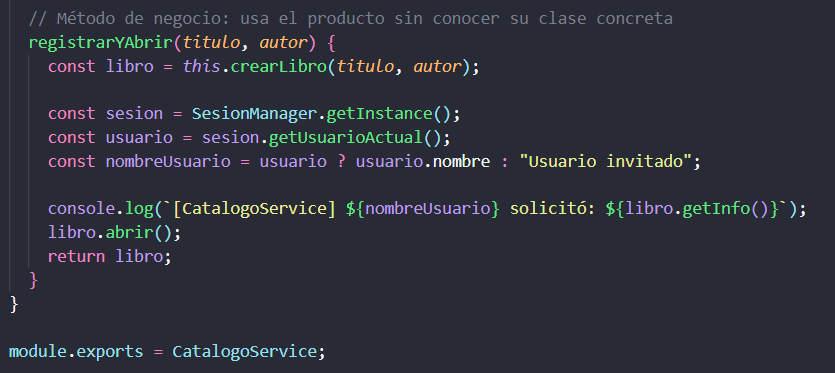 // Método de negocio: usa el producto sin conocer su clase concreta
registrarYAbrir(titulo, autor) {
const libro = this.crearLibro(titulo, autor);
const sesion = SesionManager.getInstance();
const usuario = sesion.getUsuarioActual();
const nombreUsuario = usuario ? usuario.nombre : "Usuario invitado";
console.log(`[CatalogoService] ${nombreUsuario} solicitó: ${libro.getInfo()}`);
libro.abrir();
return libro;
}
}
module.exports = CatalogoService;